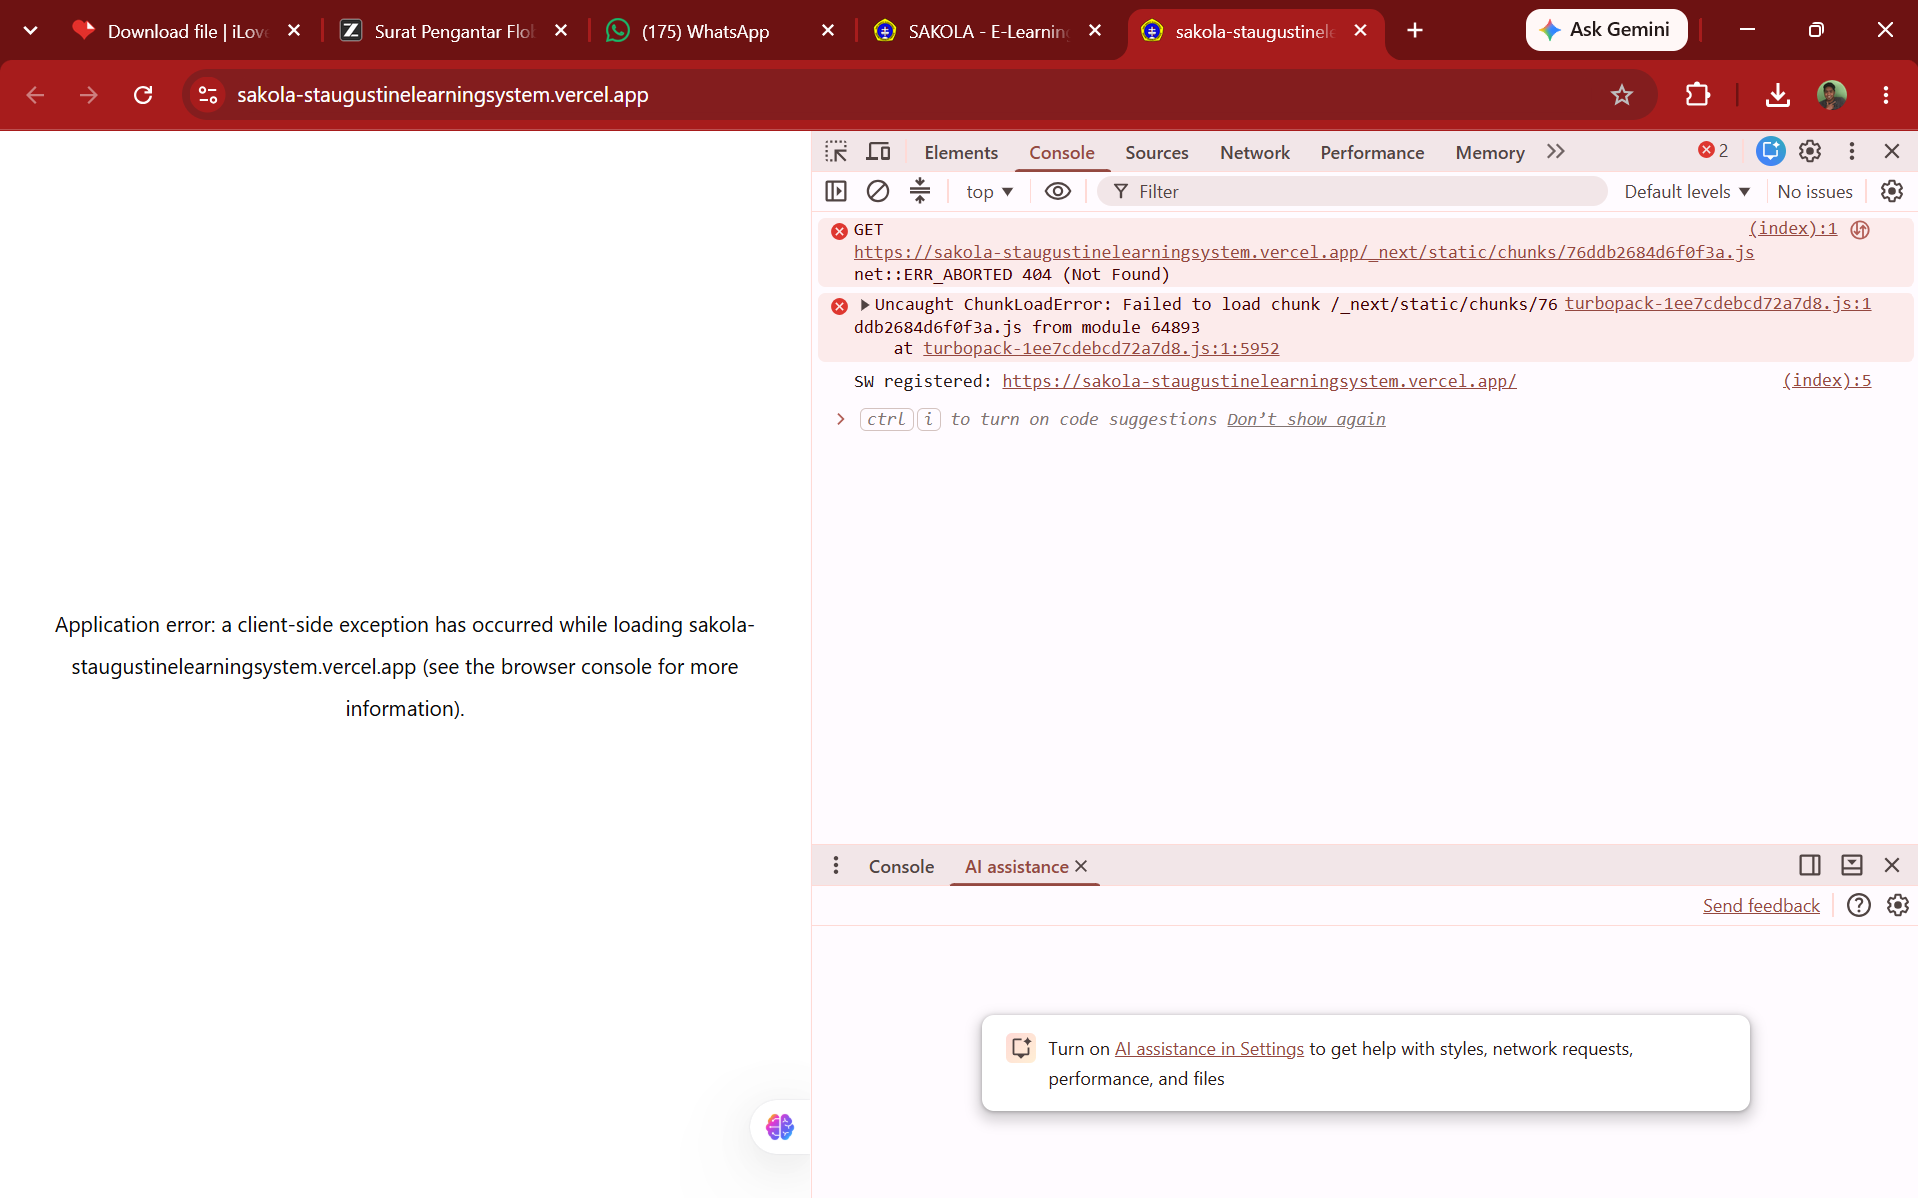 Download file | iLove
Surat Pengantar Flob
(175) WhatsApp
SAKOLA - E-Learning
sakola-staugustinele
Ask Gemini
sakola-staugustinelearningsystem.vercel.app
Elements
Console
Sources
Network
Performance
Memory
2
top
Filter
Default levels
No issues
GET
(index):1
https://sakola-staugustinelearningsystem.vercel.app/_next/static/chunks/76ddb2684d6f0f3a.js
net::ERR_ABORTED 404 (Not Found)
Uncaught ChunkLoadError: Failed to load chunk /_next/static/chunks/76
turbopack-1ee7cdebcd72a7d8.js:1
ddb2684d6f0f3a.js from module 64893
at turbopack-1ee7cdebcd72a7d8.js:1:5952
SW registered: https://sakola-staugustinelearningsystem.vercel.app/
(index):5
ctrl i to turn on code suggestions Don't show again
Application error: a client-side exception has occurred while loading sakola-
staugustinelearningsystem.vercel.app (see the browser console for more
information).
Console
AI assistance
Send feedback
Turn on AI assistance in Settings to get help with styles, network requests,
performance, and files